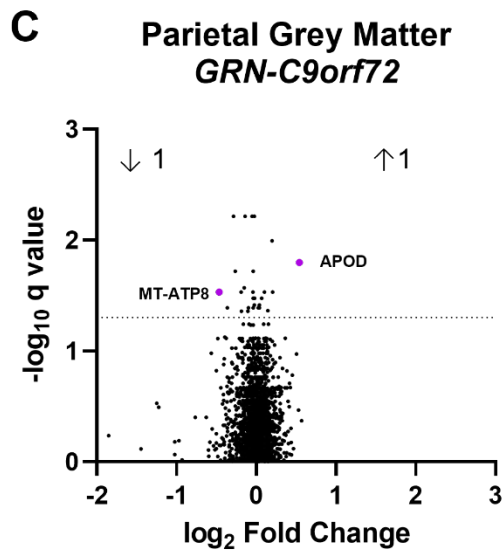 C
Parietal Grey Matter
GRN-C9orf72
3
↓ 1
↑1
2
APOD
MT-ATP8
1
0
-2
-1
0
1
2
3
-log₁₀ q value
log₂ Fold Change